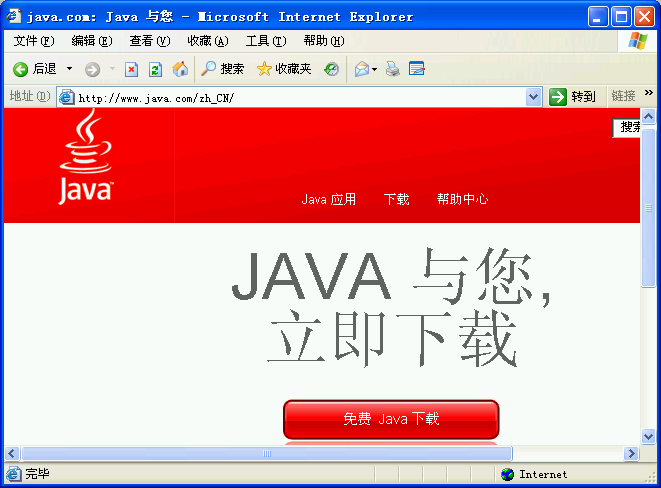 java.com: Java 与您 - Microsoft Internet Explorer
文件(F) 编辑(E) 查看(V) 收藏(A) 工具(T) 帮助(H)
后退 搜索 收藏夹
地址(D) http://www.java.com/zh_CN/ 转到 链接 »
搜索
Java™
Java 应用 下载 帮助中心
JAVA 与您,
立即下载
免费 Java 下载
完毕 Internet